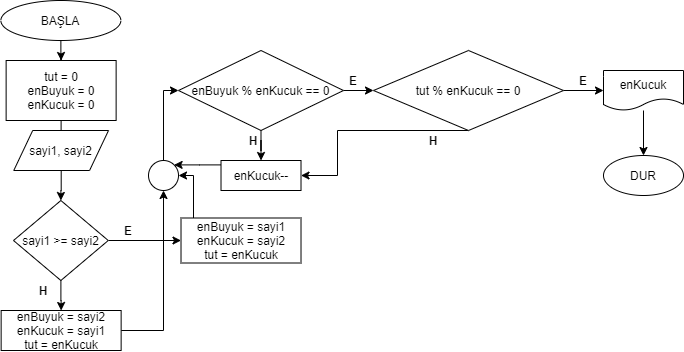 BAŞLA
tut = 0
enBuyuk = 0
enKucuk = 0
sayi1, sayi2
sayi1 >= sayi2
E
H
enBuyuk = sayi2
enKucuk = sayi1
tut = enKucuk
enBuyuk = sayi1
enKucuk = sayi2
tut = enKucuk
enBuyuk % enKucuk == 0
E
H
enKucuk--
tut % enKucuk == 0
E
H
enKucuk
DUR